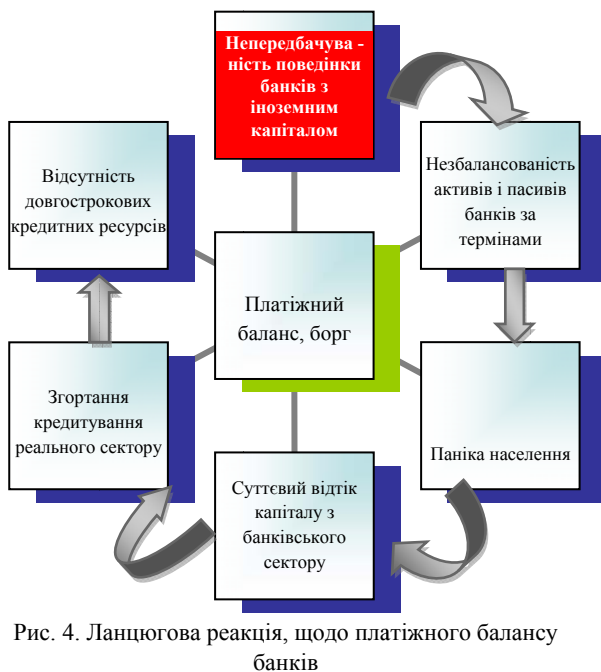 Непередбачува -
ність поведінки
банків з
іноземним
капіталом
Незбалансованість
активів і пасивів
банків за
термінами
Паніка населення
Суттєвий відтік
капіталу з
банківського
сектору
Згортання
кредитування
реального сектору
Відсутність
довгострокових
кредитних ресурсів
Платіжний
баланс, борг
Рис. 4. Ланцюгова реакція, щодо платіжного балансу
банків